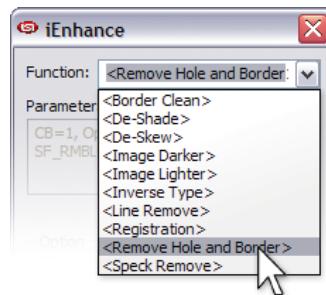 iEnhance
Function: <Remove Hole and Border
Parameter
CB=1, Op
SF_RMBL
<Border Clean>
<De-Shade>
<De-Skew>
<Image Darker>
<Image Lighter>
<Inverse Type>
<Line Remove>
<Registration>
<Remove Hole and Border>
<Speck Remove>
Option